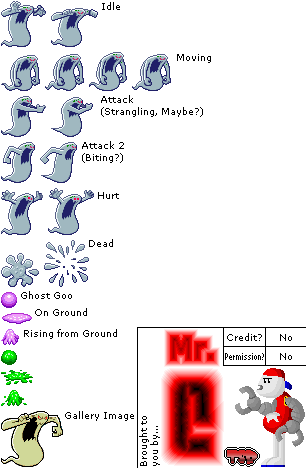 Idle
Moving
Attack
(Strangling, Maybe?)
Attack 2
(Biting?)
Hurt
Dead
Ghost Goo
On Ground
Rising from Ground
Gallery Image
Brought to
you by...
Mr.
C
Credit?
No
Permission?
No